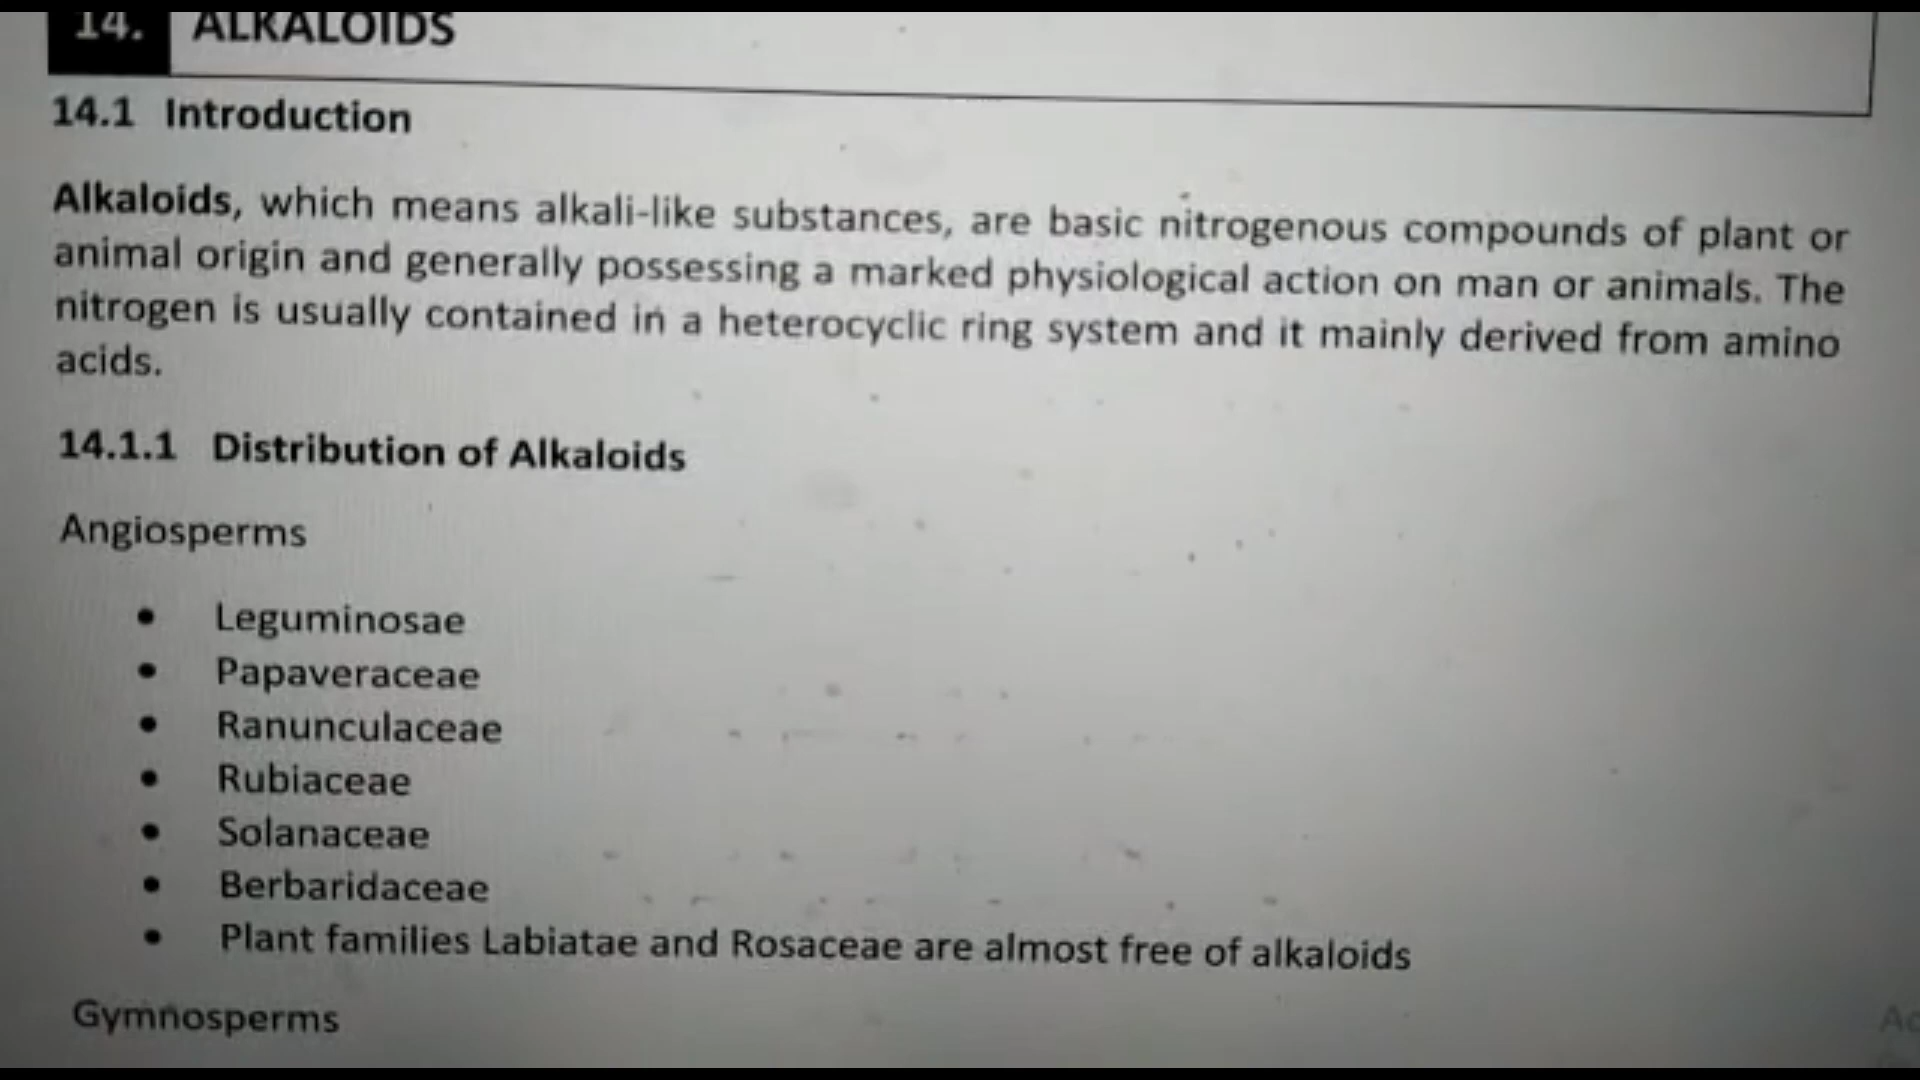 14. ALKALOIDS
14.1 Introduction
Alkaloids, which means alkali-like substances, are basic nitrogenous compounds of plant or
animal origin and generally possessing a marked physiological action on man or animals. The
nitrogen is usually contained in a heterocyclic ring system and it mainly derived from amino
acids.
14.1.1 Distribution of Alkaloids
Angiosperms
• Leguminosae
• Papaveraceae
• Ranunculaceae
• Rubiaceae
• Solanaceae
• Berbaridaceae
• Plant families Labiatae and Rosaceae are almost free of alkaloids
Gymnosperms